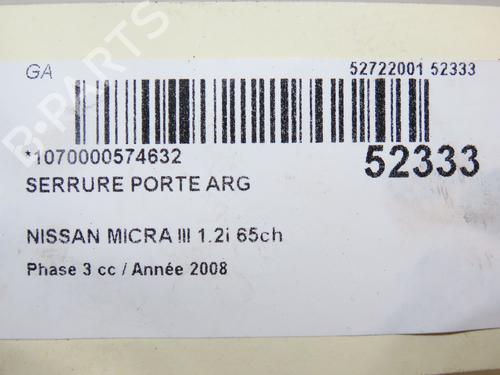 GA
52722001 52333
*1070000574632
52333
SERRURE PORTE ARG
NISSAN MICRA III 1.2i 65ch
Phase 3 cc / Année 2008
B-PARTS